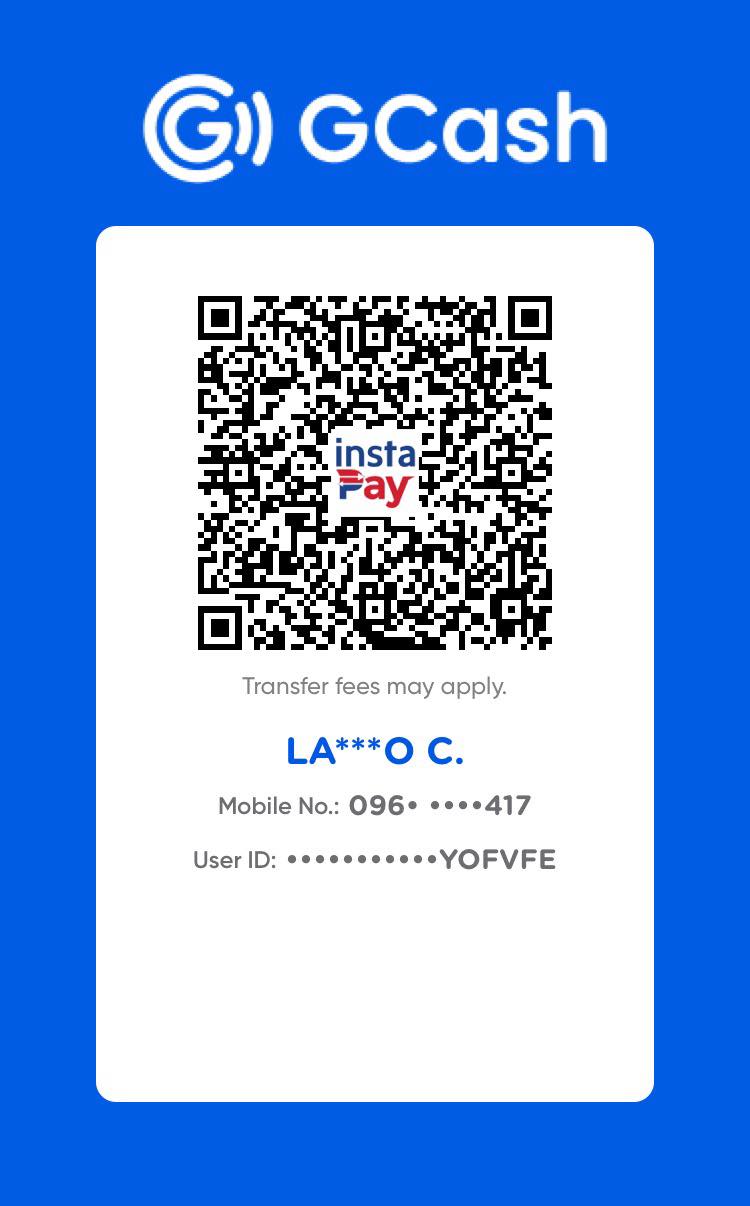 GCash
insta
Pay
Transfer fees may apply.
LA***O C.
Mobile No.: 096• ••••417
User ID: •••••••••••YOFVFE